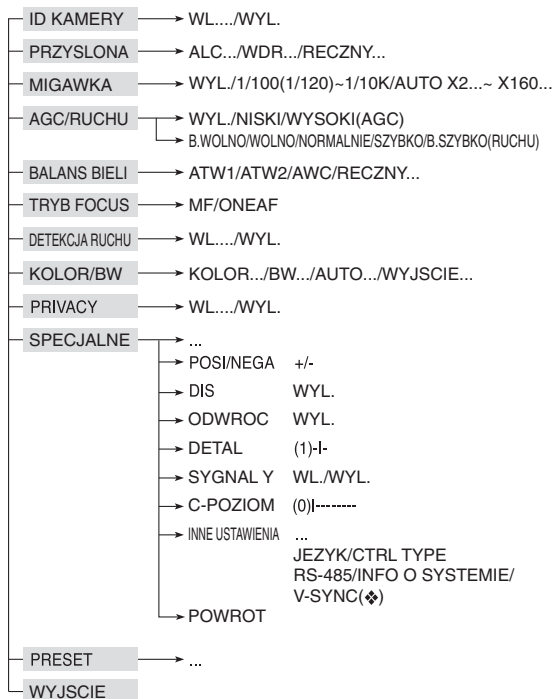 ID KAMERY → WL..../WYL.
PRZYSLONA → ALC.../WDR.../RECZNY...
MIGAWKA → WYL./1/100(1/120)~1/10K/AUTO X2...~ X160...
AGC/RUCHU → WYL./NISKI/WYSOKI(AGC)
→ B.WOLNO/WOLNO/NORMALNIE/SZYBKO/B.SZYBKO(RUCHU)
BALANS BIELI → ATW1/ATW2/AWC/RECZNY...
TRYB FOCUS → MF/ONEAF
DETEKCJA RUCHU → WL..../WYL.
KOLOR/BW → KOLOR.../BW.../AUTO.../WYJSCIE...
PRIVACY → WL..../WYL.
SPECJALNE → ...
→ POSI/NEGA +/-
→ DIS WYL.
→ ODWROC WYL.
→ DETAL (1)-I-
→ SYGNAL Y WL./WYL.
→ C-POZIOM (0)I--------
→ INNE USTAWIENIA ...
JEZYK/CTRL TYPE
RS-485/INFO O SYSTEMIE/
V-SYNC(❖)
→ POWROT
PRESET → ...
WYJSCIE